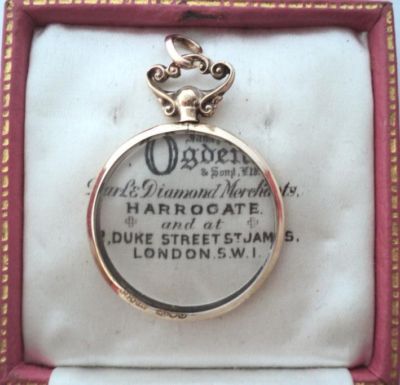 Ogden
& Sons, Ltd.
Pearl & Diamond Merchants,
HARROGATE.
and at
DUKE STREET ST JAMES,
LONDON.S.W.1.